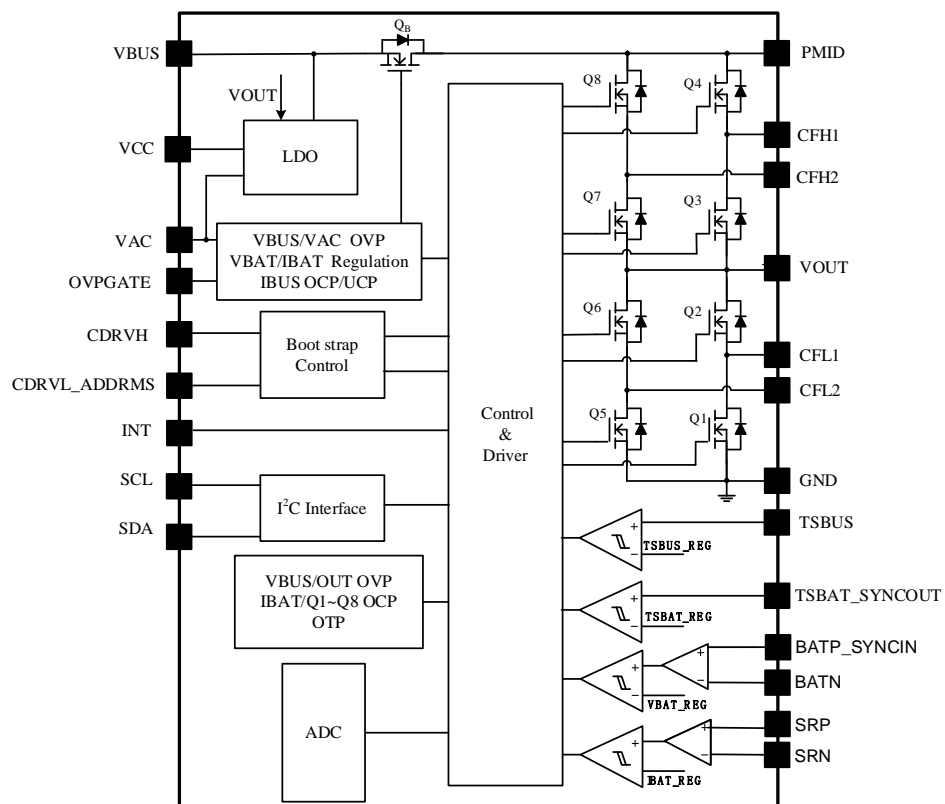 VBUS
VCC
VAC
OVPGATE
CDRVH
CDRVL_ADDRMS
INT
SCL
SDA
QB
VOUT
LDO
VBUS/VAC OVP
VBAT/IBAT Regulation
IBUS OCP/UCP
Boot strap
Control
I2C Interface
VBUS/OUT OVP
IBAT/Q1~Q8 OCP
OTP
ADC
Control
&
Driver
Q8
Q4
Q7
Q3
Q6
Q2
Q5
Q1
+
−
TSBUS_REG
+
−
TSBAT_REG
+
−
VBAT_REG
+
−
+
−
IBAT_REG
+
−
PMID
CFH1
CFH2
VOUT
CFL1
CFL2
GND
TSBUS
TSBAT_SYNCOUT
BATP_SYNCIN
BATN
SRP
SRN